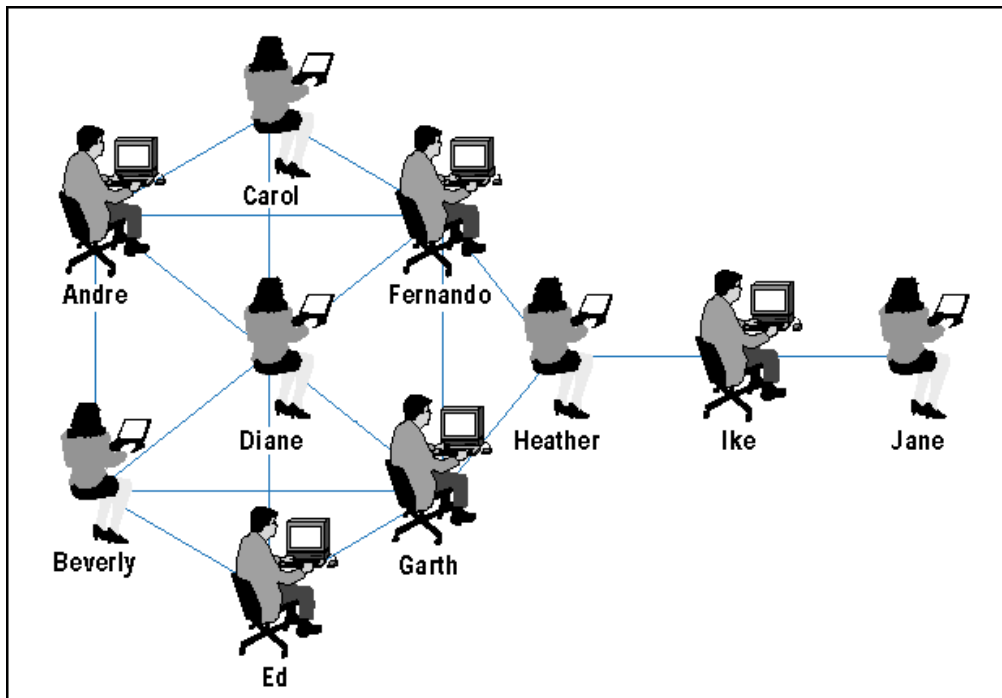 Carol
Andre
Fernando
Diane
Heather
Ike
Jane
Beverly
Garth
Ed